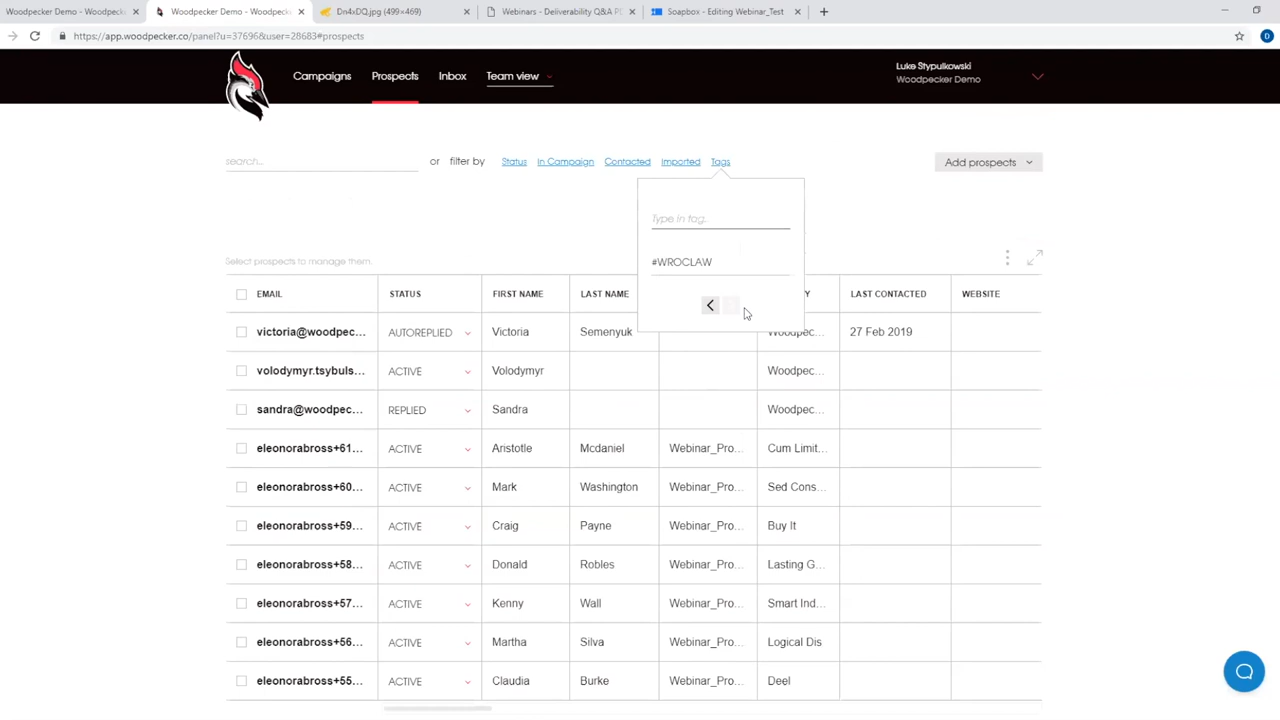 Woodpecker Demo - Woodpeck
Woodpecker Demo - Woodpeck
Dn4xDQ.jpg (499×469)
Webinars - Deliverability Q&A
Soapbox - Editing Webinar_Test
https://app.woodpecker.co/panel?u=37696&user=28683#prospects
D
Campaigns
Prospects
Inbox
Team view
Luke Stypulkowski
Woodpecker Demo
search...
or
filter by
Status
In Campaign
Contacted
Imported
Tags
Add prospects
Type in tag..
#WROCLAW
Select prospects to manage them.
EMAIL STATUS FIRST NAME LAST NAME Y LAST CONTACTED WEBSITE
victoria@woodpec... AUTOREPLIED Victoria Semenyuk Woodpec... 27 Feb 2019
volodymyr.tsybuls... ACTIVE Volodymyr Woodpec...
sandra@woodpec... REPLIED Sandra Woodpec...
eleonorabross+61... ACTIVE Aristotle Mcdaniel Webinar_Pro... Cum Limit...
eleonorabross+60... ACTIVE Mark Washington Webinar_Pro... Sed Cons...
eleonorabross+59... ACTIVE Craig Payne Webinar_Pro... Buy It
eleonorabross+58... ACTIVE Donald Robles Webinar_Pro... Lasting G...
eleonorabross+57... ACTIVE Kenny Wall Webinar_Pro... Smart Ind...
eleonorabross+56... ACTIVE Martha Silva Webinar_Pro... Logical Dis
eleonorabross+55... ACTIVE Claudia Burke Webinar_Pro... Deel